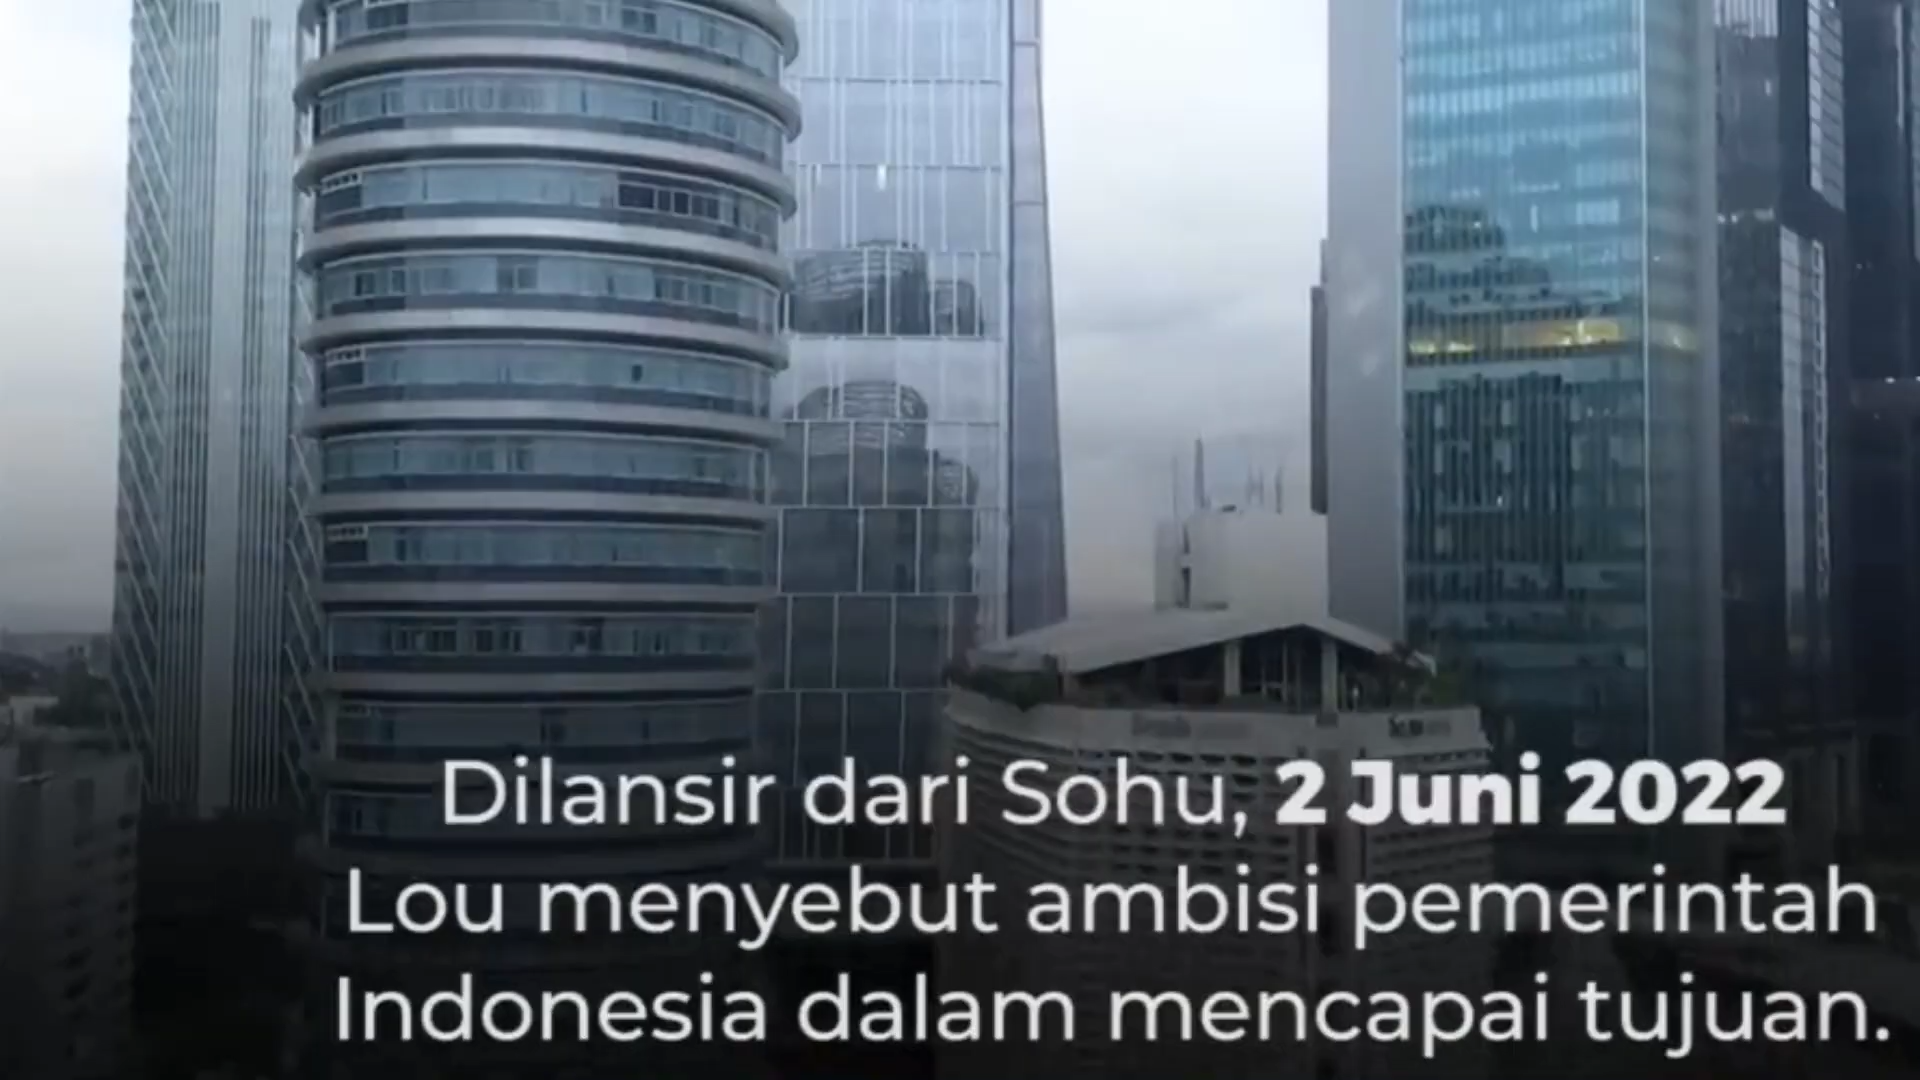 Dilansir dari Sohu, 2 Juni 2022
Lou menyebut ambisi pemerintah
Indonesia dalam mencapai tujuan.